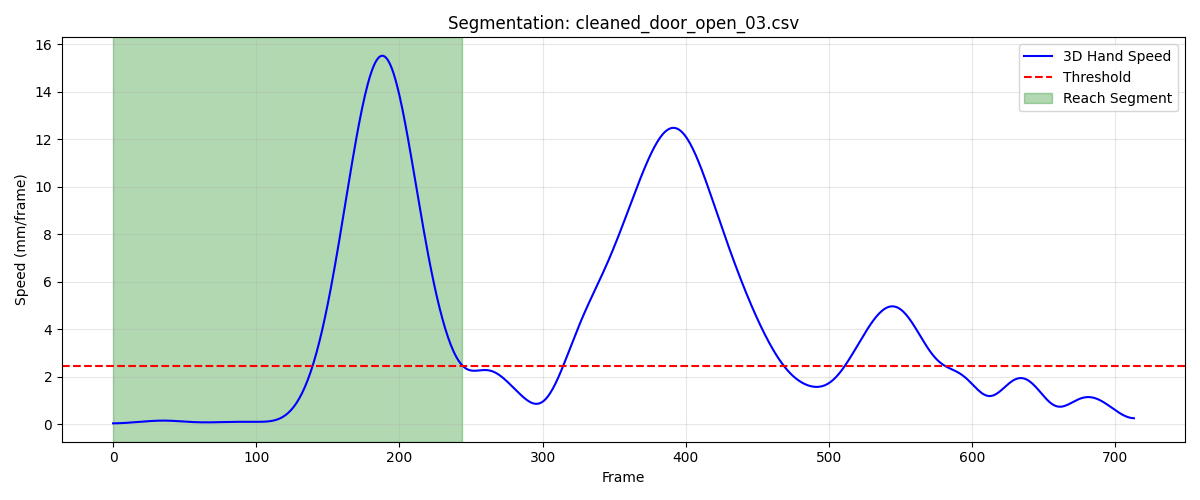 Segmentation: cleaned_door_open_03.csv
Speed (mm/frame)
16
14
12
10
8
6
4
2
0
3D Hand Speed
Threshold
Reach Segment
0 100 200 300 400 500 600 700
Frame